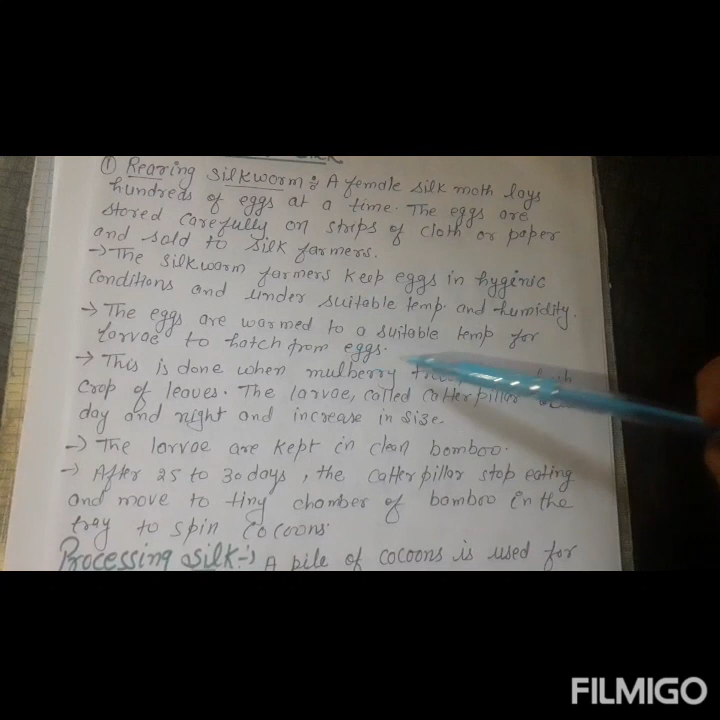 SILK
① Rearing silkworm :- A female silk moth lays
hundreds of eggs at a time. The eggs are
stored carefully on strips of cloth or paper
and sold to silk farmers.
→ The silkworm farmers keep eggs in hyginic
conditions and under suitable temp. and humidity.
→ The eggs are warmed to a suitable temp for
larvae to hatch from eggs.
→ This is done when mulberry
crop of leaves. The larvae, called catterpillar
day and night and increase in size.
→ The larvae are kept in clean bamboo.
→ After 25 to 30 days, the catterpillar stop eating
and move to tiny chamber of bamboo in the
tray to spin cocoons.
Processing silk:-> A pile of cocoons is used for
FILMIGO